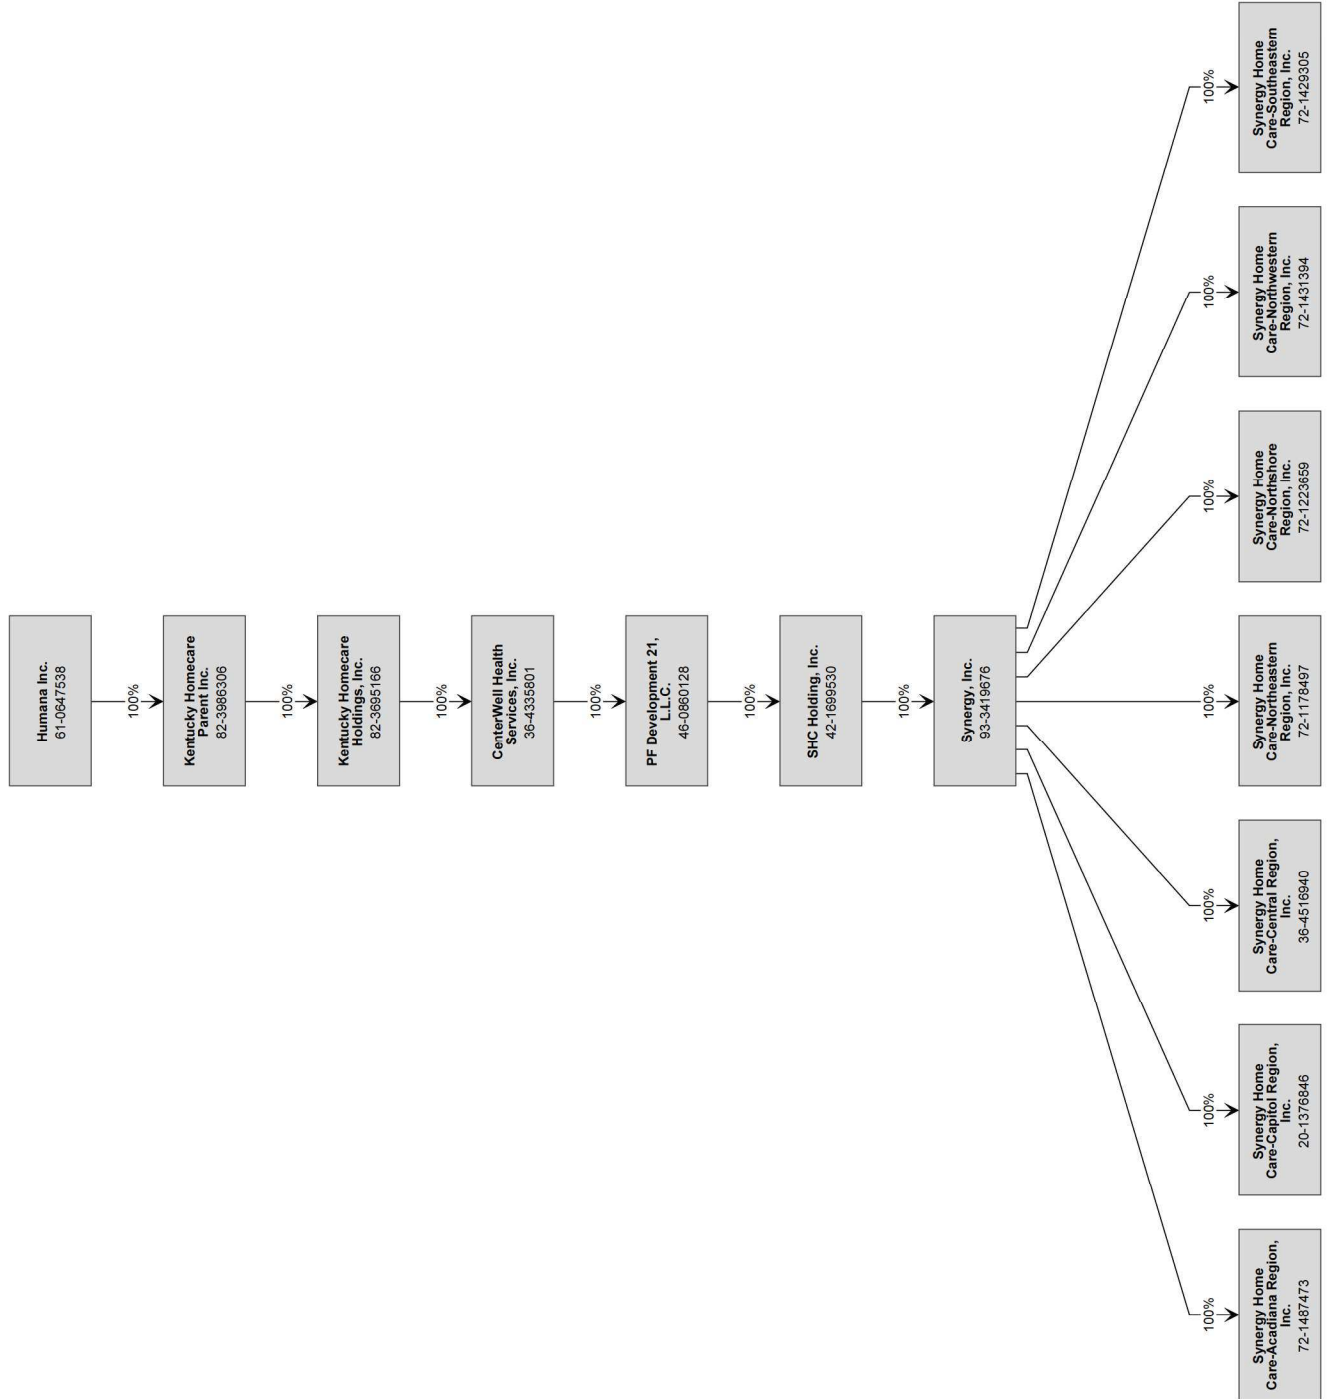 Humana Inc.
61-0647538
100%
Kentucky Homecare
Parent Inc.
82-3986306
100%
Kentucky Homecare
Holdings, Inc.
82-3695166
100%
CenterWell Health
Services, Inc.
36-4335801
100%
PF Development 21,
L.L.C.
46-0860128
100%
SHC Holding, Inc.
42-1699530
100%
Synergy, Inc.
93-3419676
100%
100%
100%
100%
100%
100%
100%
Synergy Home
Care-Acadiana Region,
Inc.
72-1487473
Synergy Home
Care-Capitol Region,
Inc.
20-1376846
Synergy Home
Care-Central Region,
Inc.
36-4516940
Synergy Home
Care-Northeastern
Region, Inc.
72-1178497
Synergy Home
Care-Northshore
Region, Inc.
72-1223659
Synergy Home
Care-Northwestern
Region, Inc.
72-1431394
Synergy Home
Care-Southeastern
Region, Inc.
72-1429305